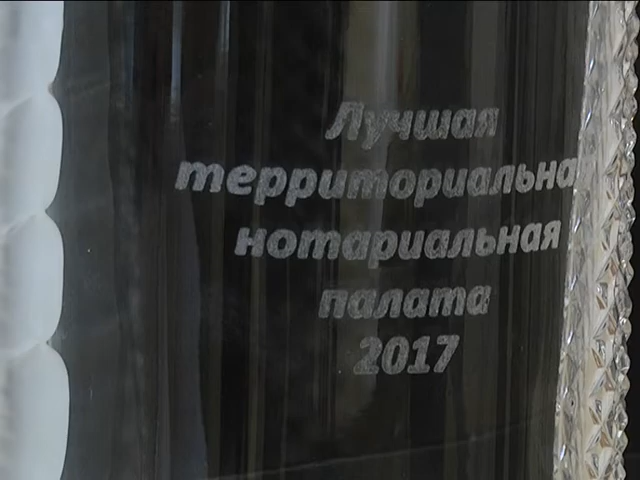 Лучшая
территориальна
нотариальная
палата
2017